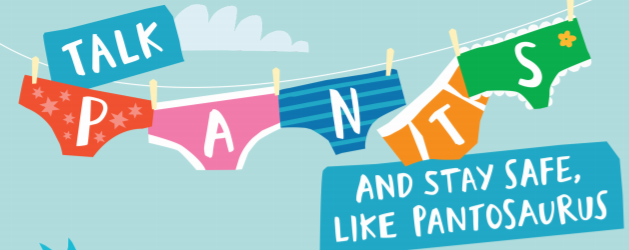 TALK
PANTS
AND STAY SAFE,
LIKE PANTOSAURUS